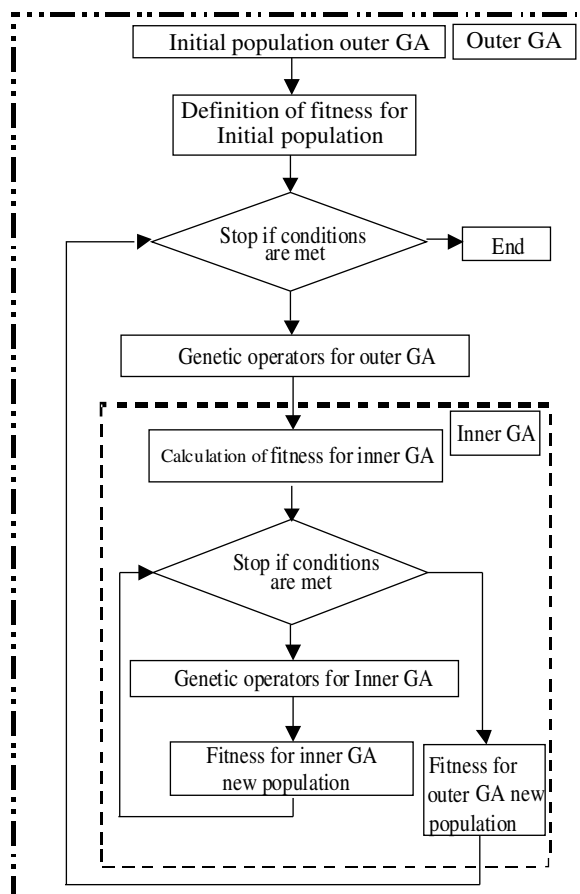 Initial population outer GA
Outer GA
Definition of fitness for
Initial population
Stop if conditions
are met
End
Genetic operators for outer GA
Inner GA
Calculation of fitness for inner GA
Stop if conditions
are met
Genetic operators for Inner GA
Fitness for inner GA
new population
Fitness for
outer GA new
population